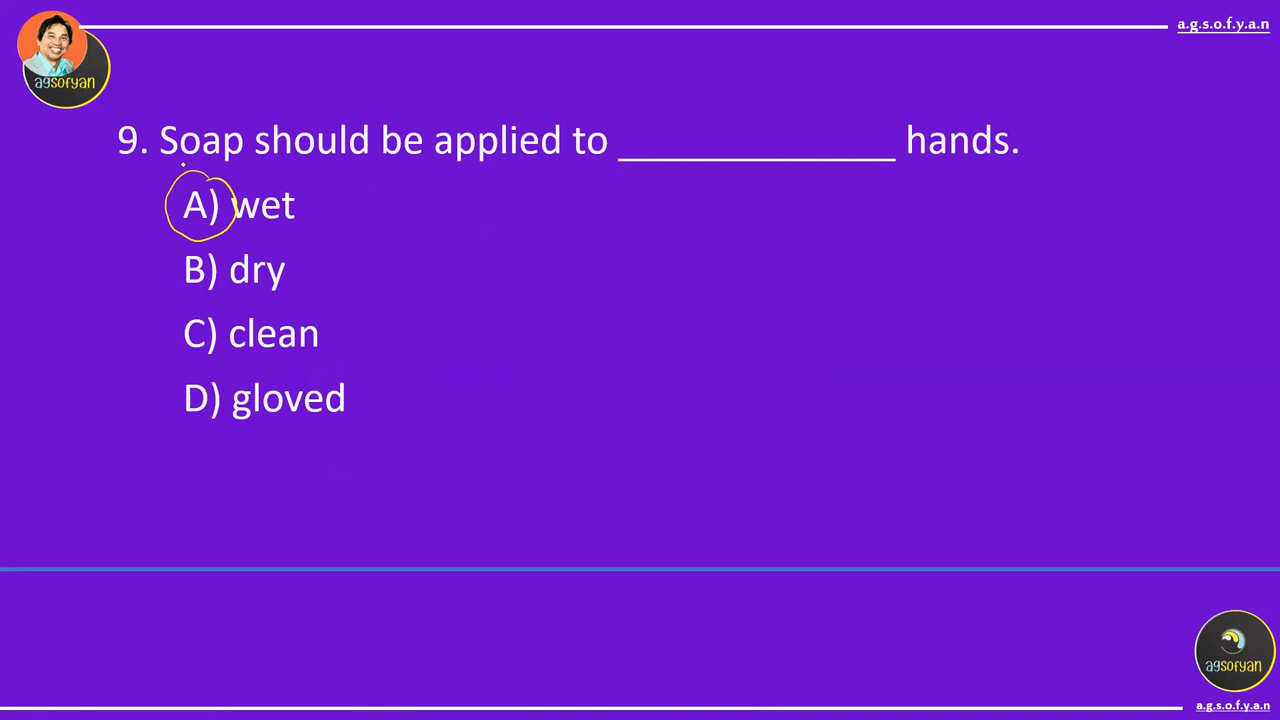 a.g.s.o.f.y.a.n
agsofyan
9. Soap should be applied to _____________ hands.
A) wet
B) dry
C) clean
D) gloved
agsofyan
a.g.s.o.f.y.a.n